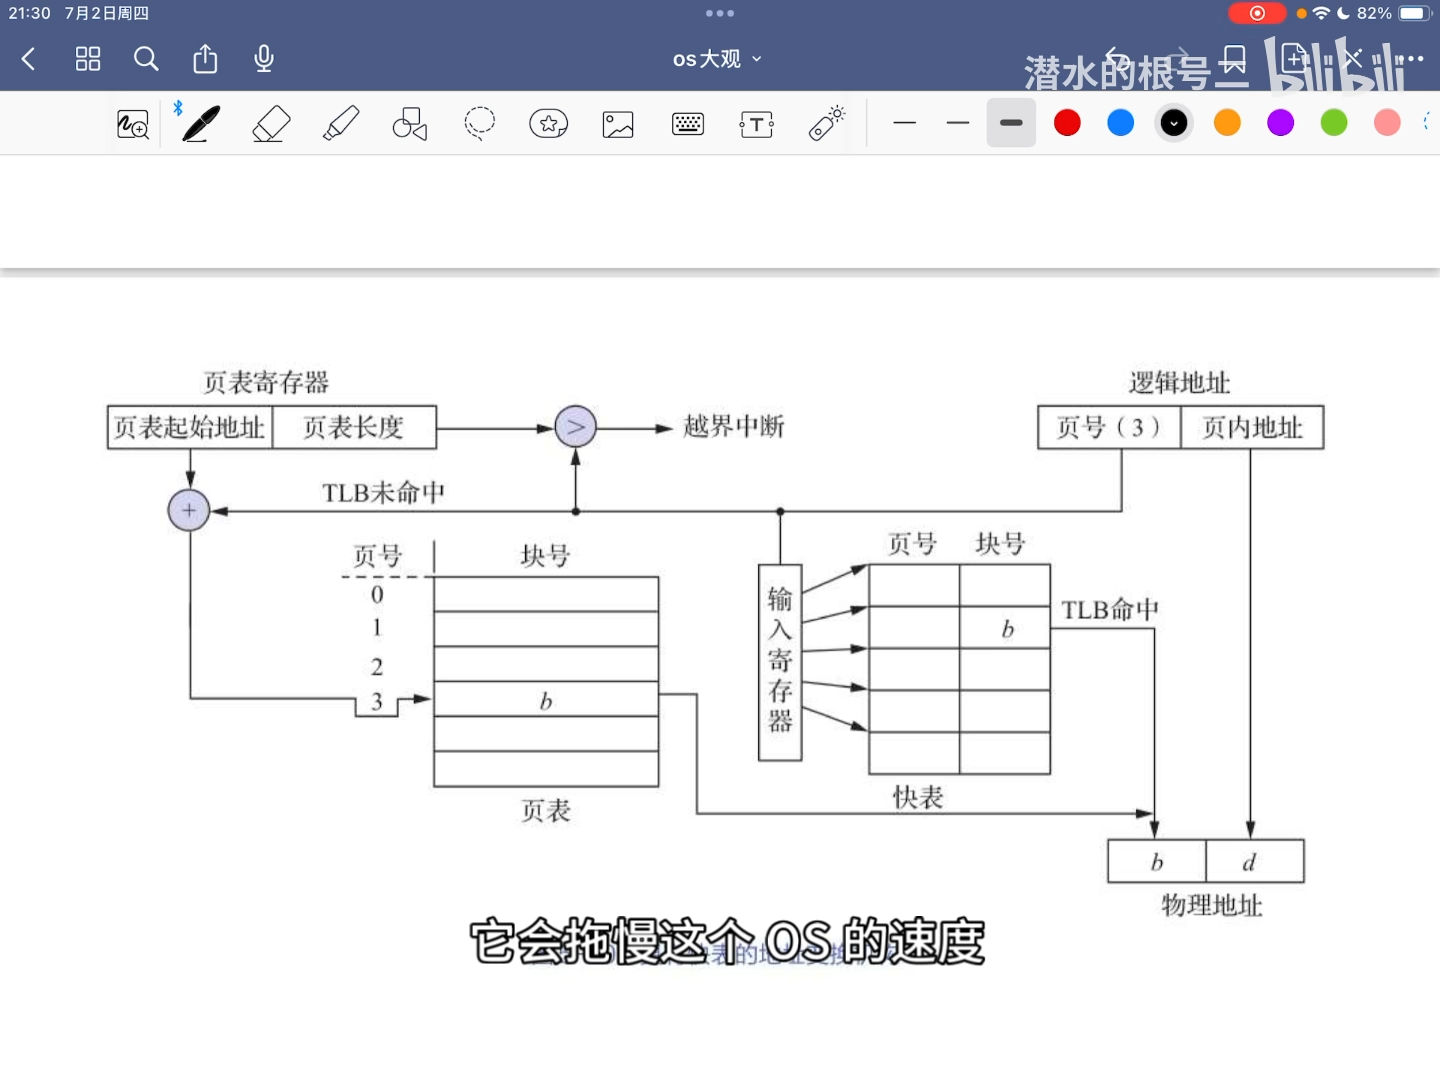 21:30 7月2日周四
82%
os大观
潜水的根号二 bilibili
T
页表寄存器
逻辑地址
页表起始地址 页表长度
>
越界中断
页号（3） 页内地址
TLB未命中
+
页号 块号
页号 块号
0
1
2
3
b
输入寄存器
b
TLB命中
页表
快表
b d
物理地址
它会拖慢这个 OS 的速度